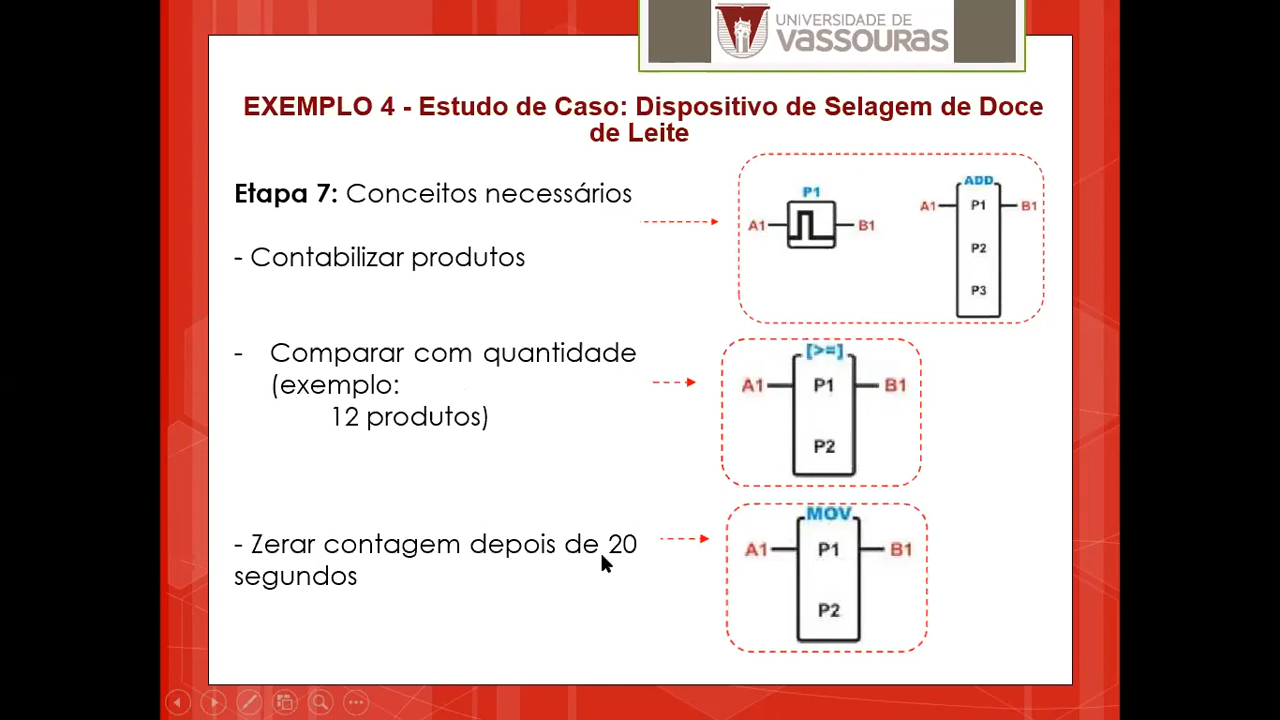 UNIVERSIDADE DE
VASSOURAS
EXEMPLO 4 - Estudo de Caso: Dispositivo de Selagem de Doce
de Leite
Etapa 7: Conceitos necessários
- Contabilizar produtos
P1
A1
B1
ADD
A1
P1
B1
P2
P3
- Comparar com quantidade
(exemplo:
12 produtos)
[>=]
A1
P1
B1
P2
- Zerar contagem depois de 20
segundos
MOV
A1
P1
B1
P2